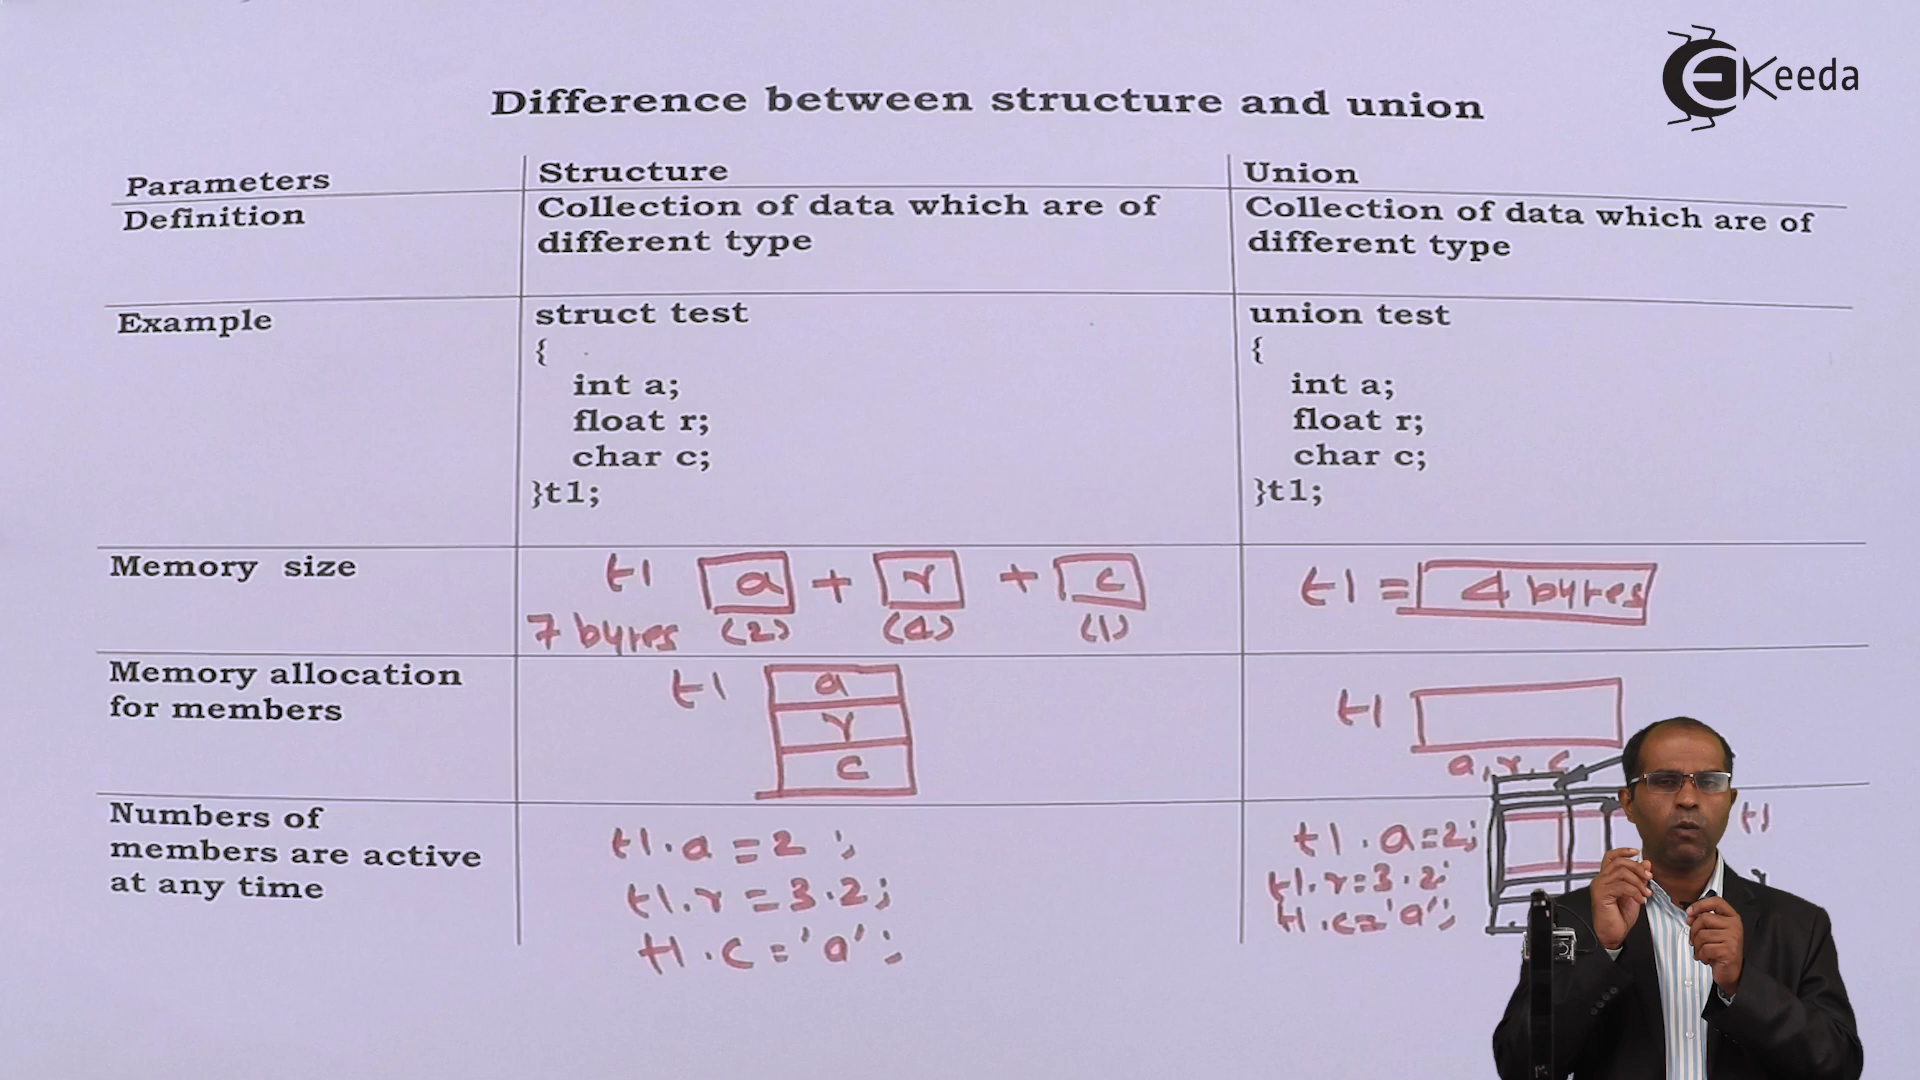 Keeda
Difference between structure and union
Parameters
Structure
Union
Definition
Collection of data which are of
different type
Collection of data which are of
different type
Example
struct test
{
int a;
float r;
char c;
}t1;
union test
{
int a;
float r;
char c;
}t1;
Memory size
t1 a + r + c
7 bytes (2) (4) (1)
t1 = 4 bytes
Memory allocation
for members
t1
a
r
c
t1
a, r, c
Numbers of
members are active
at any time
t1.a = 2 ;
t1.r = 3.2;
t1.c = 'a' ;
t1.a=2;
t1.r=3.2;
t1.c='a';
t1